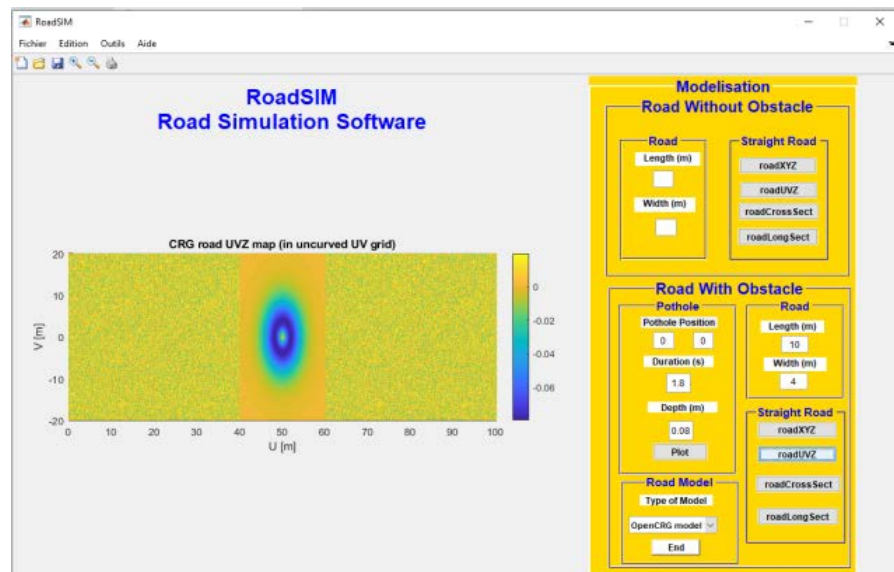 RoadSIM
Fichier Edition Outils Aide
RoadSIM
Road Simulation Software
CRG road UVZ map (in uncurved UV grid)
20
10
0
-10
-20
V [m]
0 10 20 30 40 50 60 70 80 90 100
U [m]
0
-0.02
-0.04
-0.06
Modelisation
Road Without Obstacle
Road
Length (m)
Width (m)
Straight Road
roadXYZ
roadUVZ
roadCrossSect
roadLongSect
Road With Obstacle
Pothole
Pothole Position
0 0
Duration (s)
1.8
Depth (m)
0.08
Plot
Road
Length (m)
10
Width (m)
4
Straight Road
roadXYZ
roadUVZ
roadCrossSect
roadLongSect
Road Model
Type of Model
OpenCRG model
End